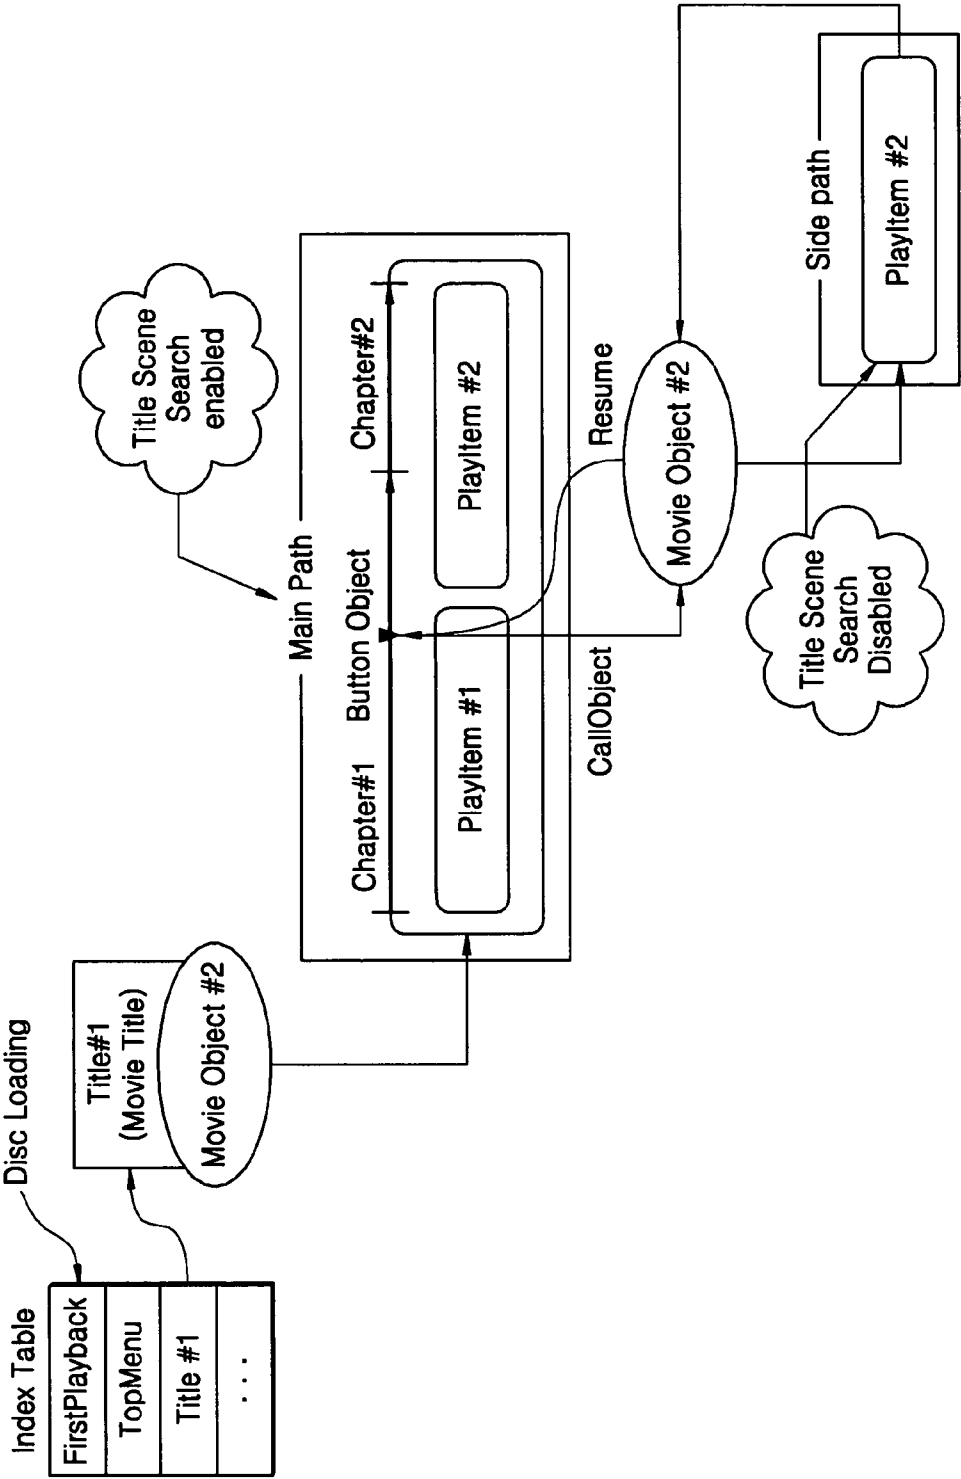 Index Table
FirstPlayback
TopMenu
Title #1
. . .
Disc Loading
Title#1
(Movie Title)
Movie Object #2
Title Scene
Search
enabled
Main Path
Chapter#1
Button Object
Chapter#2
PlayItem #1
PlayItem #2
CallObject
Resume
Movie Object #2
Title Scene
Search
Disabled
Side path
PlayItem #2